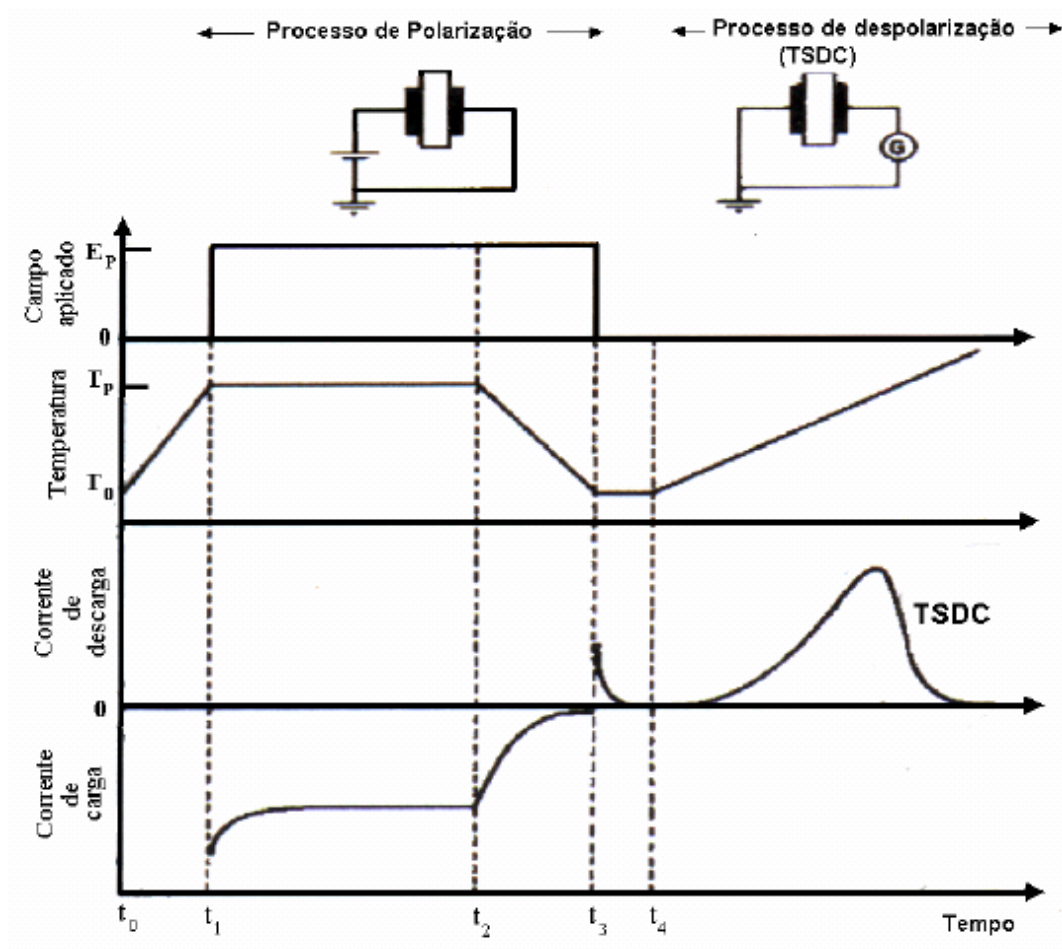 Processo de Polarização
Processo de despolarização
(TSDC)
G
Campo
aplicado
E_P
0
Temperatura
T_P
T_0
Corrente
de
descarga
TSDC
0
Corrente
de
carga
t_0
t_1
t_2
t_3
t_4
Tempo